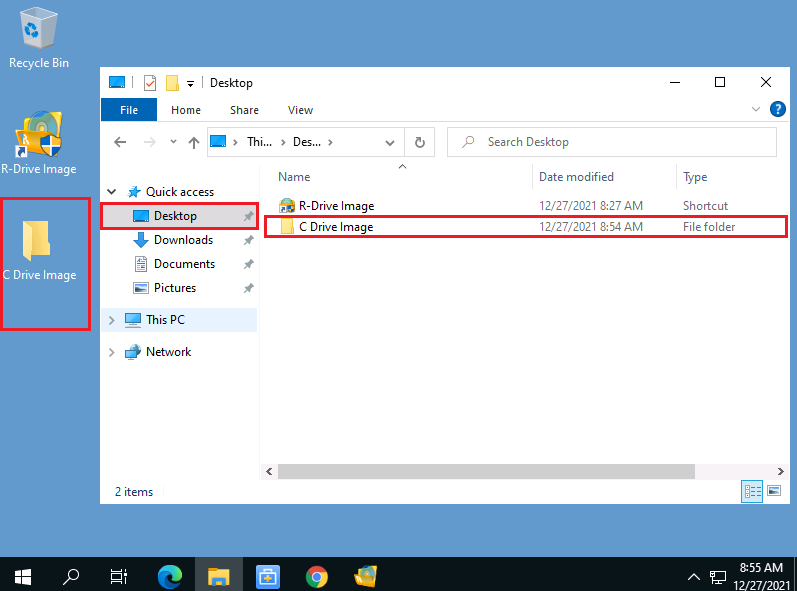 Recycle Bin
R-Drive Image
C Drive Image
Desktop
File Home Share View
?
Thi... Des... Search Desktop
Name Date modified Type
Quick access
Desktop
Downloads
Documents
Pictures
This PC
Network
R-Drive Image 12/27/2021 8:27 AM Shortcut
C Drive Image 12/27/2021 8:54 AM File folder
2 items
8:55 AM
12/27/2021